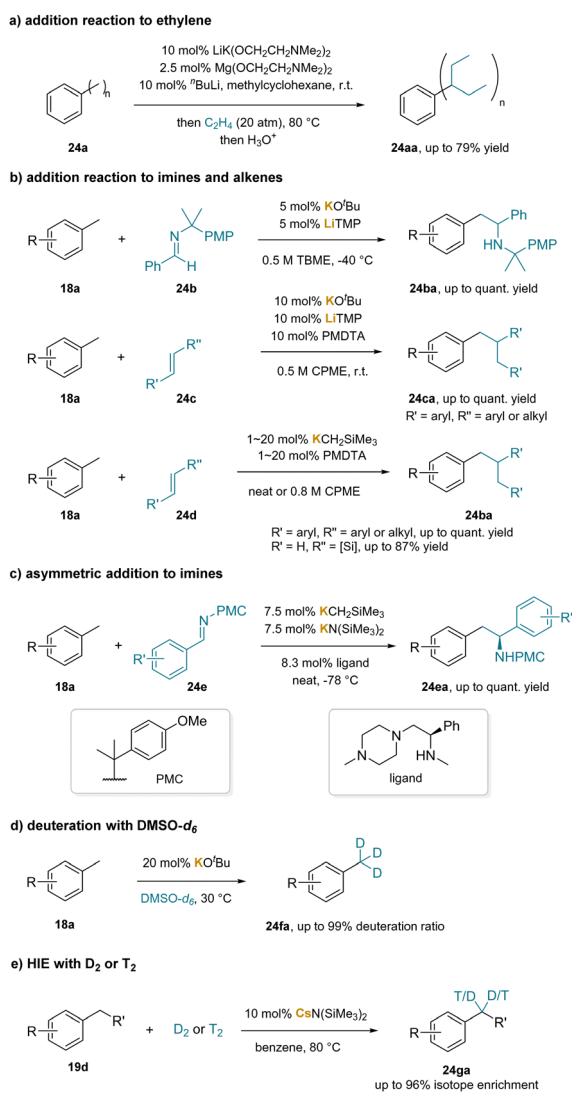 a) addition reaction to ethylene
10 mol% LiK(OCH₂CH₂NMe₂)₂
2.5 mol% Mg(OCH₂CH₂NMe₂)₂
10 mol% ⁿBuLi, methylcyclohexane, r.t.
then C₂H₄ (20 atm), 80 °C
then H₃O⁺
n
n
24a
24aa, up to 79% yield
b) addition reaction to imines and alkenes
R
+
N
PMP
Ph
H
5 mol% KOᵗBu
5 mol% LiTMP
0.5 M TBME, -40 °C
R
Ph
HN
PMP
18a
24b
24ba, up to quant. yield
10 mol% KOᵗBu
10 mol% LiTMP
10 mol% PMDTA
0.5 M CPME, r.t.
R
+
R''
R'
R
R'
R'
18a
24c
24ca, up to quant. yield
R' = aryl, R'' = aryl or alkyl
1~20 mol% KCH₂SiMe₃
1~20 mol% PMDTA
neat or 0.8 M CPME
R
+
R''
R'
R
R'
R'
18a
24d
24ba
R' = aryl, R'' = aryl or alkyl, up to quant. yield
R' = H, R'' = [Si], up to 87% yield
c) asymmetric addition to imines
R
+
N
PMC
R'
7.5 mol% KCH₂SiMe₃
7.5 mol% KN(SiMe₃)₂
8.3 mol% ligand
neat, -78 °C
R
R'
NHPMC
18a
24e
24ea, up to quant. yield
OMe
PMC
N
N
Ph
HN
ligand
d) deuteration with DMSO-d₆
R
20 mol% KOᵗBu
DMSO-d₆, 30 °C
R
D
D
D
18a
24fa, up to 99% deuteration ratio
e) HIE with D₂ or T₂
R
R'
+
D₂ or T₂
10 mol% CsN(SiMe₃)₂
benzene, 80 °C
T/D
D/T
R
R'
19d
24ga
up to 96% isotope enrichment